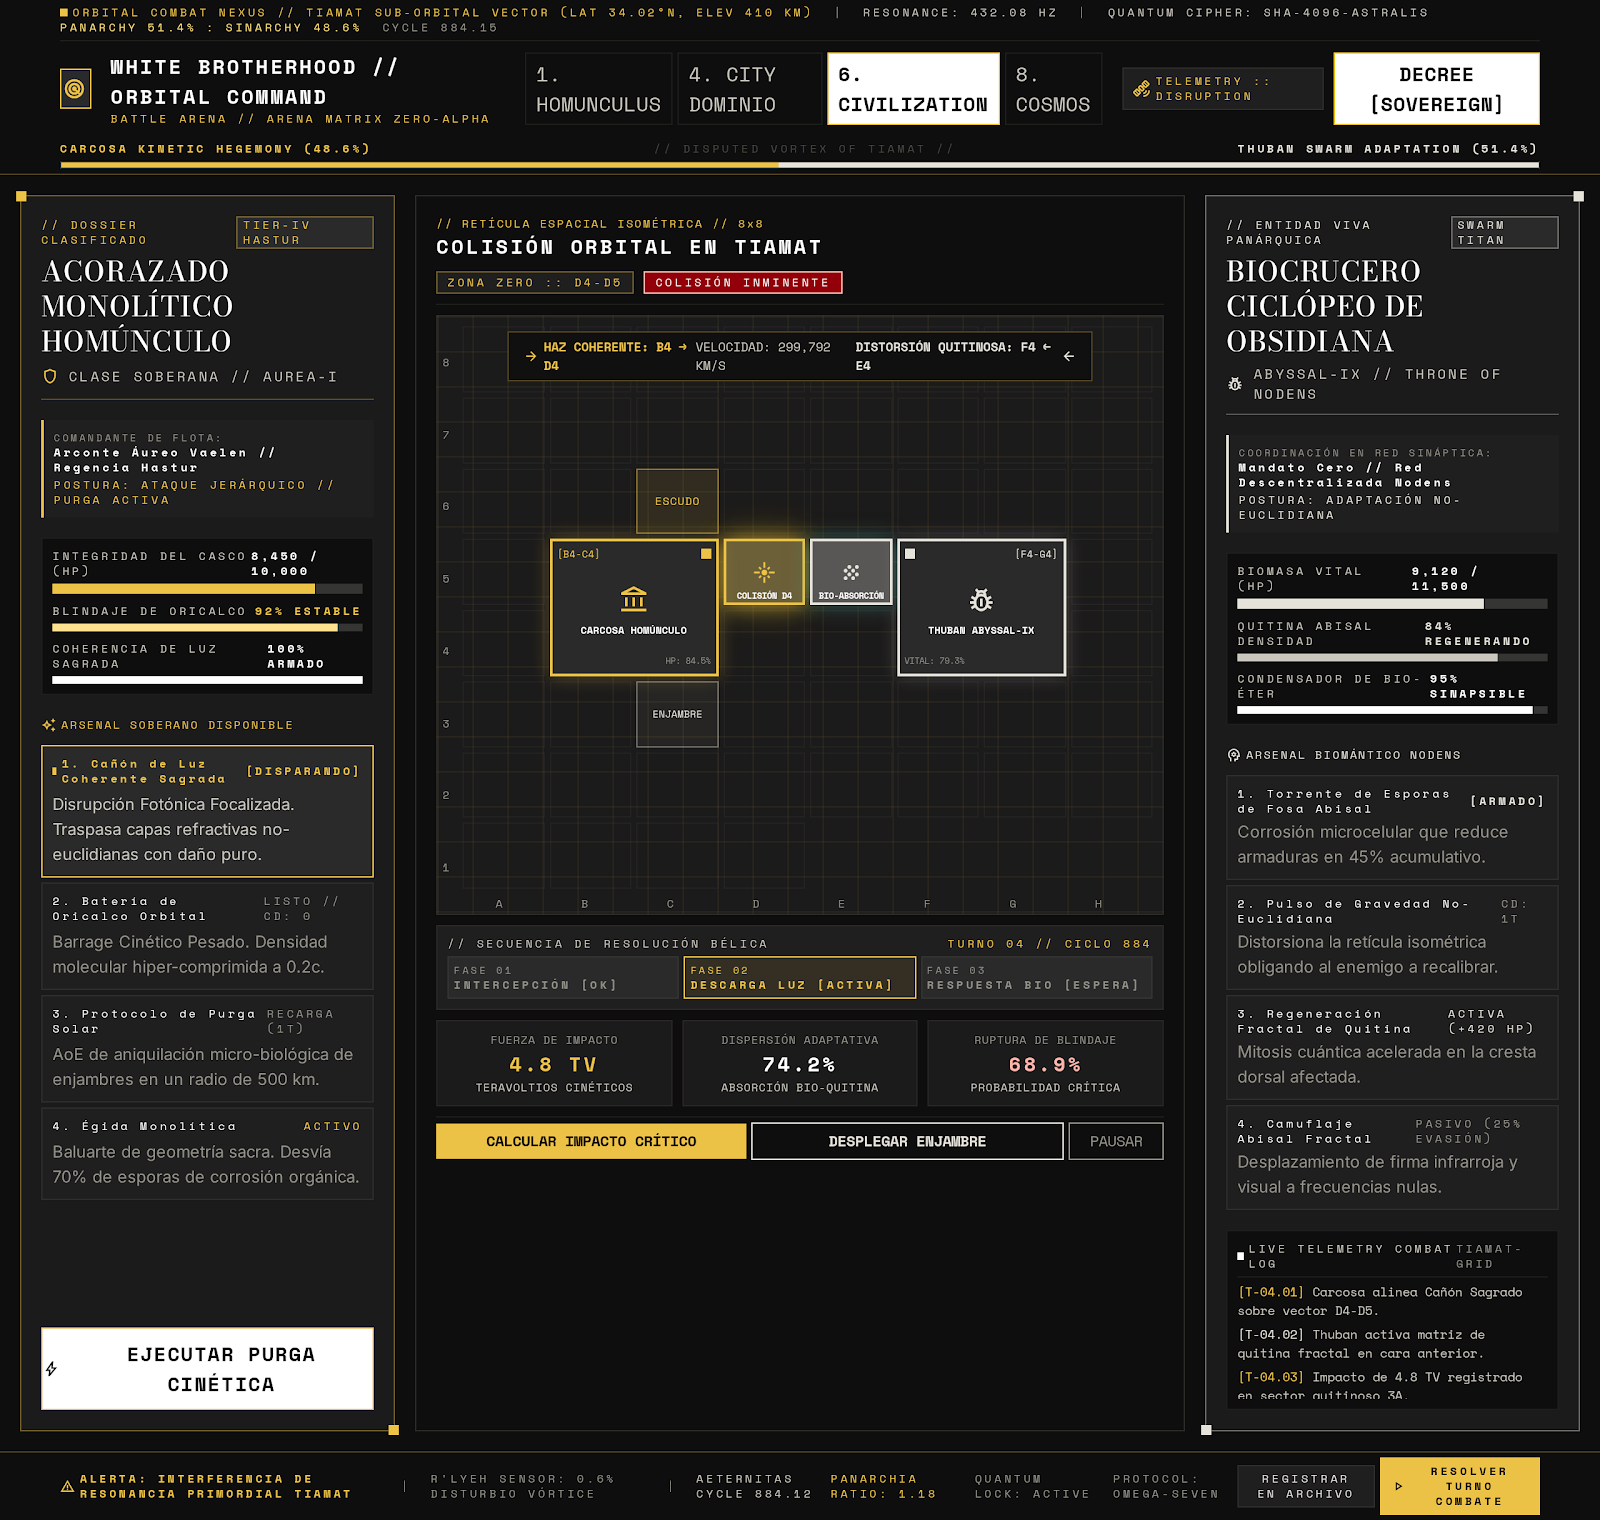 ORBITAL COMBAT NEXUS // TIAMAT SUB-ORBITAL VECTOR (LAT 34.02°N, ELEV 410 KM) | RESONANCE: 432.08 HZ | QUANTUM CIPHER: SHA-4096-ASTRALIS
PANARCHY 51.4% : SINARCHY 48.6% CYCLE 884.15
WHITE BROTHERHOOD //
ORBITAL COMMAND
BATTLE ARENA // ARENA MATRIX ZERO-ALPHA
1.
HOMUNCULUS
4. CITY
DOMINIO
6.
CIVILIZATION
8.
COSMOS
TELEMETRY ::
DISRUPTION
DECREE
[SOVEREIGN]
CARCOSA KINETIC HEGEMONY (48.6%)
// DISPUTED VORTEX OF TIAMAT //
THUBAN SWARM ADAPTATION (51.4%)
// DOSSIER
CLASIFICADO
TIER-IV
HASTUR
ACORAZADO
MONOLÍTICO
HOMÚNCULO
CLASE SOBERANA // AUREA-I
COMANDANTE DE FLOTA:
Arconte Áureo Vaelen //
Regencia Hastur
POSTURA: ATAQUE JERÁRQUICO //
PURGA ACTIVA
INTEGRIDAD DEL CASCO
(HP)
8,450 /
10,000
BLINDAJE DE ORICALCO 92% ESTABLE
COHERENCIA DE LUZ
SAGRADA
100%
ARMADO
ARSENAL SOBERANO DISPONIBLE
1. Cañón de Luz
Coherente Sagrada
[DISPARANDO]
Disrupción Fotónica Focalizada.
Traspasa capas refractivas no-
euclidianas con daño puro.
2. Batería de
Oricalco Orbital
LISTO //
CD: 0
Barrage Cinético Pesado. Densidad
molecular hiper-comprimida a 0.2c.
3. Protocolo de Purga
Solar
RECARGA
(1T)
AoE de aniquilación micro-biológica de
enjambres en un radio de 500 km.
4. Égida Monolítica ACTIVO
Baluarte de geometría sacra. Desvía
70% de esporas de corrosión orgánica.
EJECUTAR PURGA
CINÉTICA
// RETÍCULA ESPACIAL ISOMÉTRICA // 8x8
COLISIÓN ORBITAL EN TIAMAT
ZONA ZERO :: D4-D5
COLISIÓN INMINENTE
→ HAZ COHERENTE: B4 →
D4
VELOCIDAD: 299,792
KM/S
DISTORSIÓN QUITINOSA: F4 ← ←
E4
8
7
6
5
4
3
2
1
ESCUDO
[B4-C4]
CARCOSA HOMÚNCULO
HP: 84.5%
COLISIÓN D4
BIO-ABSORCIÓN
[F4-G4]
THUBAN ABYSSAL-IX
VITAL: 79.3%
ENJAMBRE
A B C D E F G H
// SECUENCIA DE RESOLUCIÓN BÉLICA
TURNO 04 // CICLO 884
FASE 01
INTERCEPCIÓN [OK]
FASE 02
DESCARGA LUZ [ACTIVA]
FASE 03
RESPUESTA BIO [ESPERA]
FUERZA DE IMPACTO
4.8 TV
TERAVOLTIOS CINÉTICOS
DISPERSIÓN ADAPTATIVA
74.2%
ABSORCIÓN BIO-QUITINA
RUPTURA DE BLINDAJE
68.9%
PROBABILIDAD CRÍTICA
CALCULAR IMPACTO CRÍTICO
DESPLEGAR ENJAMBRE
PAUSAR
// ENTIDAD VIVA
PANÁRQUICA
SWARM
TITAN
BIOCRUCERO
CICLÓPEO DE
OBSIDIANA
ABYSSAL-IX // THRONE OF
NODENS
COORDINACIÓN EN RED SINÁPTICA:
Mandato Cero // Red
Descentralizada Nodens
POSTURA: ADAPTACIÓN NO-
EUCLIDIANA
BIOMASA VITAL
(HP)
9,120 /
11,500
QUITINA ABISAL
DENSIDAD
84%
REGENERANDO
CONDENSADOR DE BIO-
ÉTER
95%
SINAPSIBLE
ARSENAL BIOMÁNTICO NODENS
1. Torrente de Esporas
de Fosa Abisal
[ARMADO]
Corrosión microcelular que reduce
armaduras en 45% acumulativo.
2. Pulso de Gravedad No-
Euclidiana
CD:
1T
Distorsiona la retícula isométrica
obligando al enemigo a recalibrar.
3. Regeneración
Fractal de Quitina
ACTIVA
(+420 HP)
Mitosis cuántica acelerada en la cresta
dorsal afectada.
4. Camuflaje
Abisal Fractal
PASIVO (25%
EVASIÓN)
Desplazamiento de firma infrarroja y
visual a frecuencias nulas.
LIVE TELEMETRY COMBAT
LOG
TIAMAT-
GRID
[T-04.01] Carcosa alinea Cañón Sagrado
sobre vector D4-D5.
[T-04.02] Thuban activa matriz de
quitina fractal en cara anterior.
[T-04.03] Impacto de 4.8 TV registrado
en sector quitinoso 3A.
ALERTA: INTERFERENCIA DE
RESONANCIA PRIMORDIAL TIAMAT
|
R'LYEH SENSOR: 0.6%
DISTURBIO VÓRTICE
|
AETERNITAS
CYCLE 884.12
PANARCHIA
RATIO: 1.18
QUANTUM
LOCK: ACTIVE
PROTOCOL:
OMEGA-SEVEN
REGISTRAR
EN ARCHIVO
RESOLVER
TURNO
COMBATE